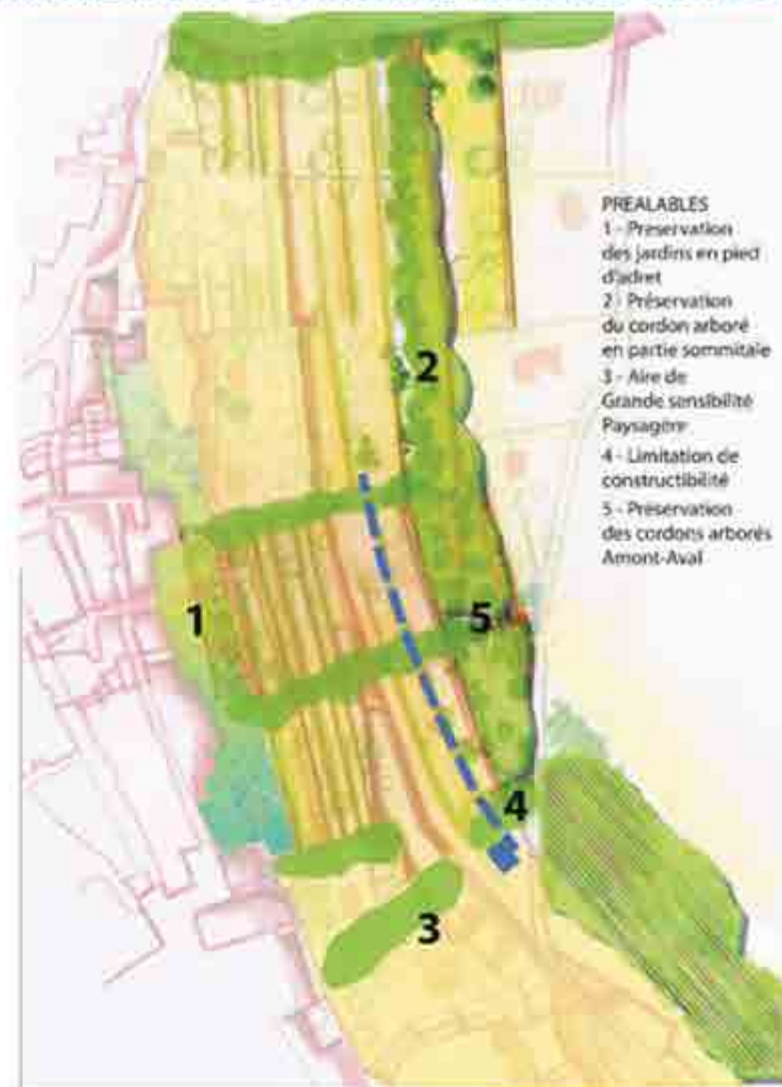 PREALABLES
1 - Preservation
des jardins en pied
d'adret
2 - Préservation
du cordon arboré
en partie sommitale
3 - Aire de
Grande sensibilité
Paysagère
4 - Limitation de
constructibilité
5 - Preservation
des cordons arborés
Amont-Aval
2
1
5
4
3